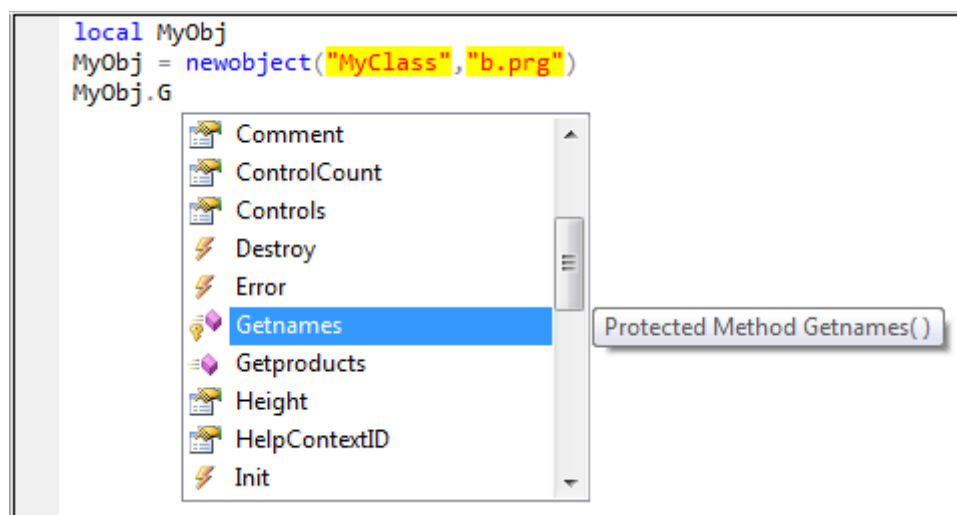 local MyObj
MyObj = newobject("MyClass","b.prg")
MyObj.G
Comment
ControlCount
Controls
Destroy
Error
Getnames
Protected Method Getnames()
Getproducts
Height
HelpContextID
Init